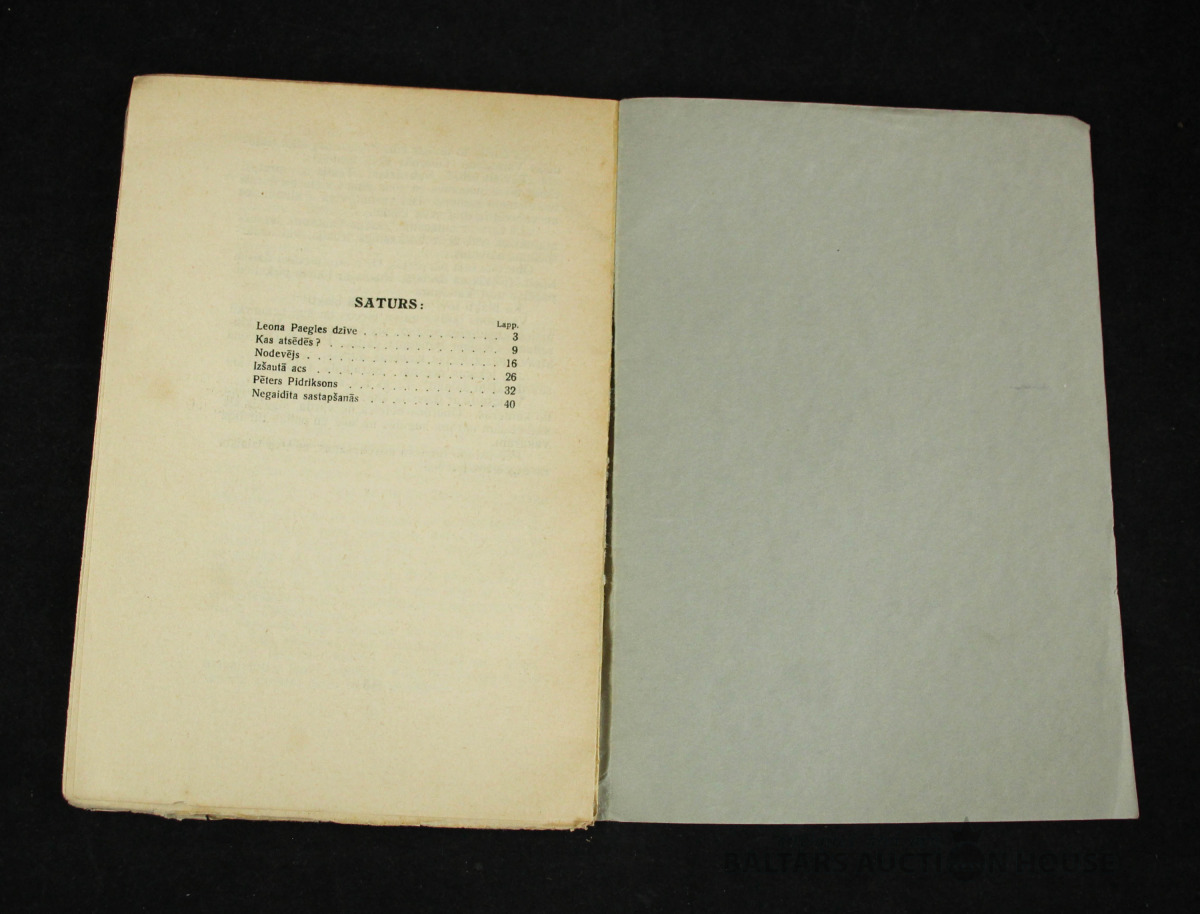 SATURS:
Lapp.
Leona Paegles dzīve . . . . . . . . . . 3
Kas atsēdēs? . . . . . . . . . . . . 9
Nodevējs . . . . . . . . . . . . . . 16
Izšautā acs . . . . . . . . . . . . . 26
Pēters Pidriksons . . . . . . . . . . . 32
Negaidīta sastapšanās . . . . . . . . . . 40
BALTARS AUCTION HOUSE